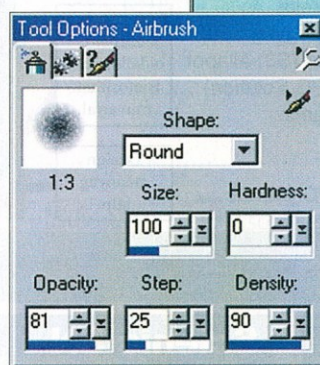 Tool Options - Airbrush
Shape:
Round
1:3
Size: Hardness:
100 0
Opacity: Step: Density:
81 25 90